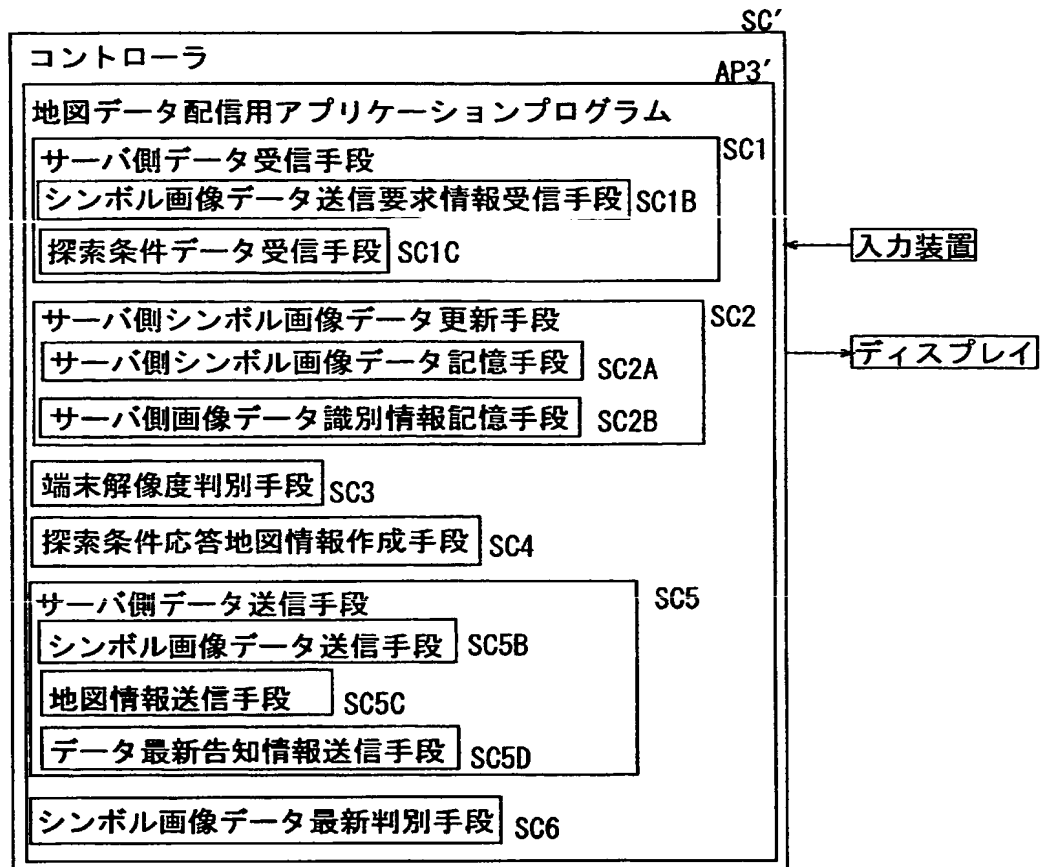 SC′
コントローラ
AP3′
地図データ配信用アプリケーションプログラム
サーバ側データ受信手段 SC1
シンボル画像データ送信要求情報受信手段 SC1B
探索条件データ受信手段 SC1C
入力装置
サーバ側シンボル画像データ更新手段 SC2
サーバ側シンボル画像データ記憶手段 SC2A
ディスプレイ
サーバ側画像データ識別情報記憶手段 SC2B
端末解像度判別手段 SC3
探索条件応答地図情報作成手段 SC4
サーバ側データ送信手段 SC5
シンボル画像データ送信手段 SC5B
地図情報送信手段 SC5C
データ最新告知情報送信手段 SC5D
シンボル画像データ最新判別手段 SC6